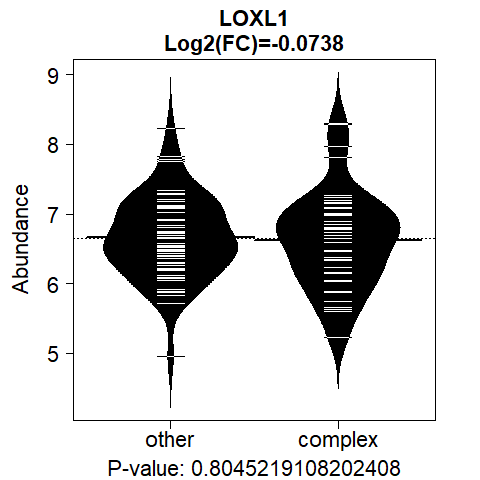 LOXL1
Log2(FC)=-0.0738
Abundance
9
8
7
6
5
other complex
P-value: 0.8045219108202408